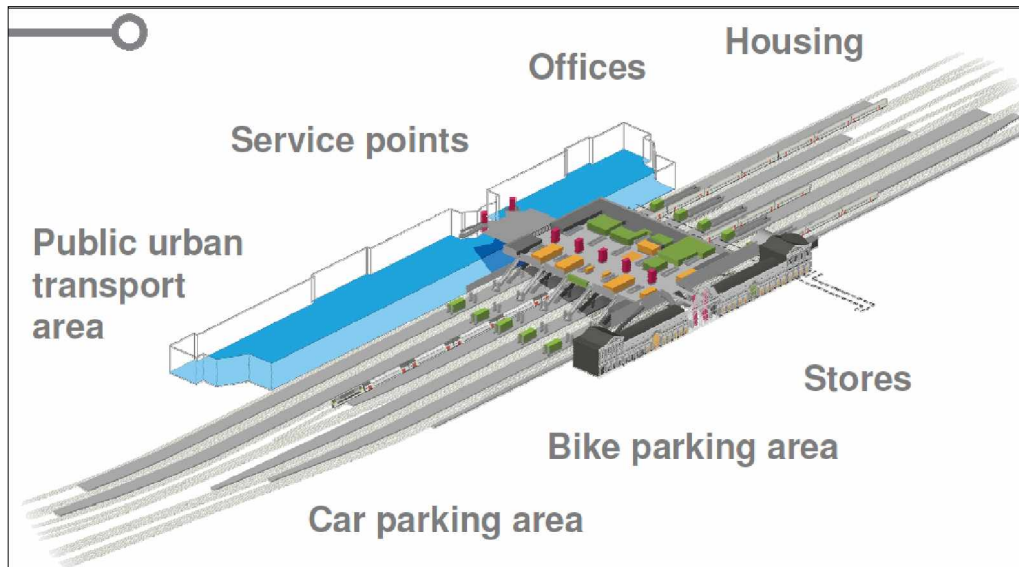 Housing
Offices
Service points
Public urban
transport
area
Stores
Bike parking area
Car parking area